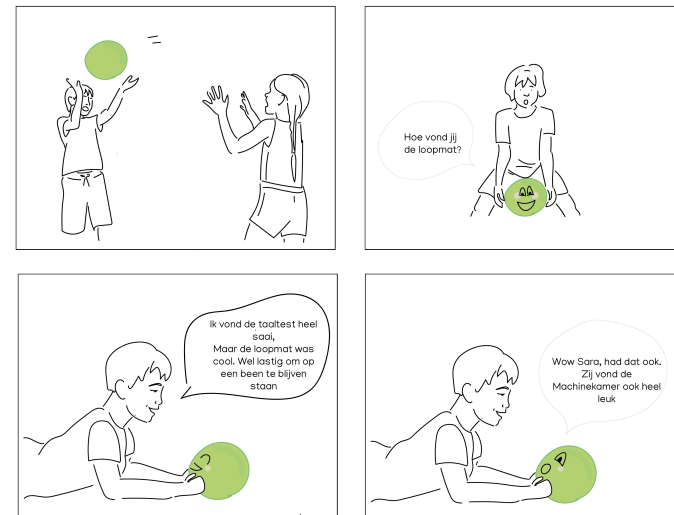 Hoe vond jij
de loopmat?
Ik vond de taaltest heel
saai,
Maar de loopmat was
cool. Wel lastig om op
een been te blijven
staan
Wow Sara, had dat ook.
Zij vond de
Machinekamer ook heel
leuk